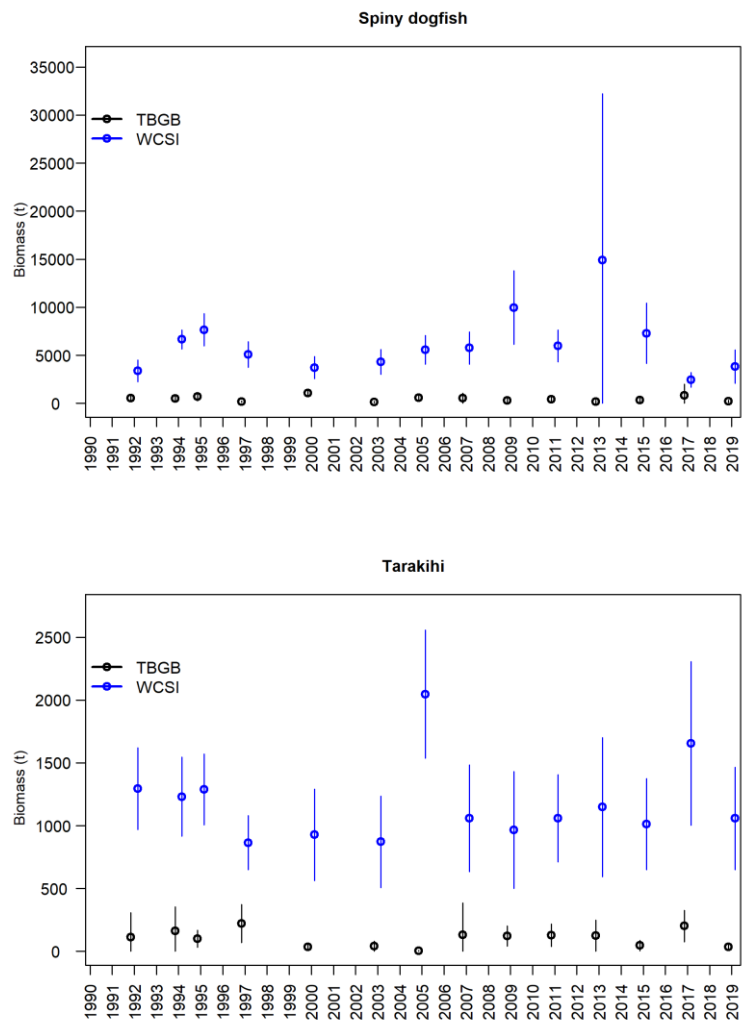 Spiny dogfish
35000
30000
25000
20000
15000
10000
5000
0
Biomass (t)
TBGB
WCSI
1990 1991 1992 1993 1994 1995 1996 1997 1998 1999 2000 2001 2002 2003 2004 2005 2006 2007 2008 2009 2010 2011 2012 2013 2014 2015 2016 2017 2018 2019
Tarakihi
2500
2000
1500
1000
500
0
Biomass (t)
TBGB
WCSI
1990 1991 1992 1993 1994 1995 1996 1997 1998 1999 2000 2001 2002 2003 2004 2005 2006 2007 2008 2009 2010 2011 2012 2013 2014 2015 2016 2017 2018 2019